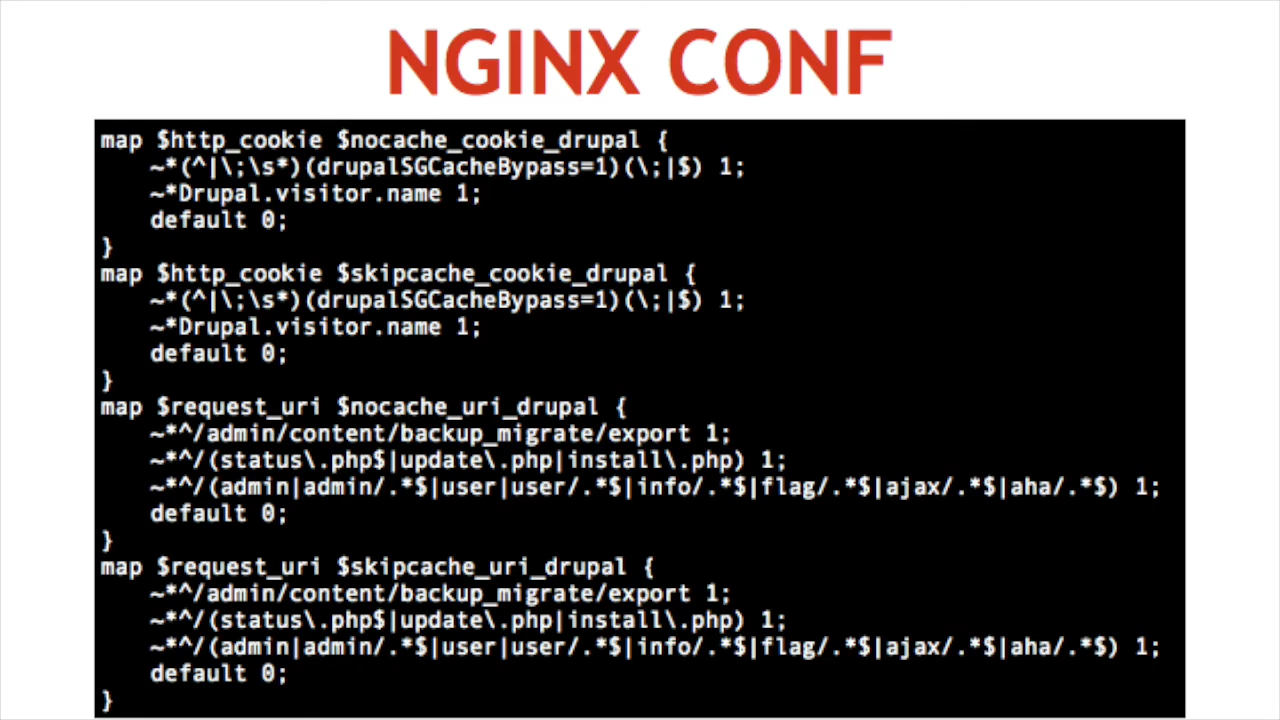 NGINX CONF
map $http_cookie $nocache_cookie_drupal {
    ~*(^|\;\s*)(drupalSGCacheBypass=1)(\;|$) 1;
    ~*Drupal.visitor.name 1;
    default 0;
}
map $http_cookie $skipcache_cookie_drupal {
    ~*(^|\;\s*)(drupalSGCacheBypass=1)(\;|$) 1;
    ~*Drupal.visitor.name 1;
    default 0;
}
map $request_uri $nocache_uri_drupal {
    ~*^/admin/content/backup_migrate/export 1;
    ~*^/(status\.php$|update\.php|install\.php) 1;
    ~*^/(admin|admin/.*$|user|user/.*$|info/.*$|flag/.*$|ajax/.*$|aha/.*$) 1;
    default 0;
}
map $request_uri $skipcache_uri_drupal {
    ~*^/admin/content/backup_migrate/export 1;
    ~*^/(status\.php$|update\.php|install\.php) 1;
    ~*^/(admin|admin/.*$|user|user/.*$|info/.*$|flag/.*$|ajax/.*$|aha/.*$) 1;
    default 0;
}